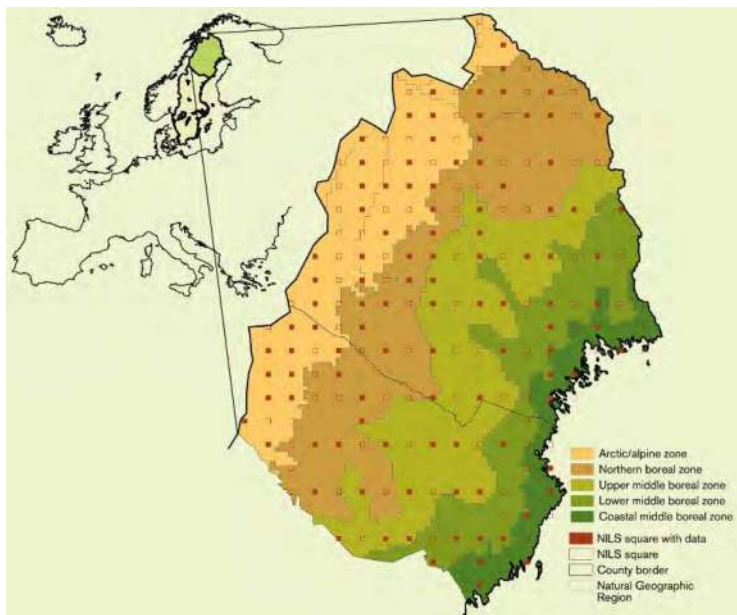 Arctic/alpine zone
Northern boreal zone
Upper middle boreal zone
Lower middle boreal zone
Coastal middle boreal zone
NILS square with data
NILS square
County border
Natural Geographic
Region